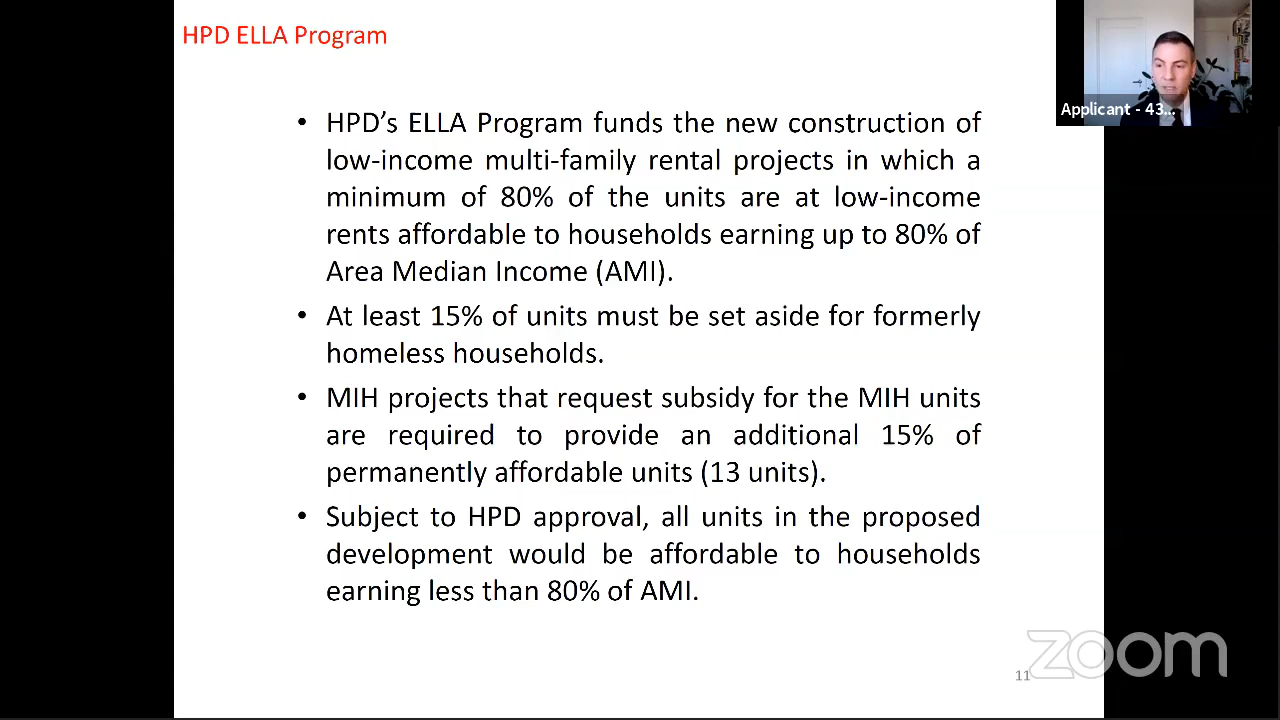 HPD ELLA Program
Applicant - 43...
• HPD’s ELLA Program funds the new construction of
low-income multi-family rental projects in which a
minimum of 80% of the units are at low-income
rents affordable to households earning up to 80% of
Area Median Income (AMI).
• At least 15% of units must be set aside for formerly
homeless households.
• MIH projects that request subsidy for the MIH units
are required to provide an additional 15% of
permanently affordable units (13 units).
• Subject to HPD approval, all units in the proposed
development would be affordable to households
earning less than 80% of AMI.
zoom
11